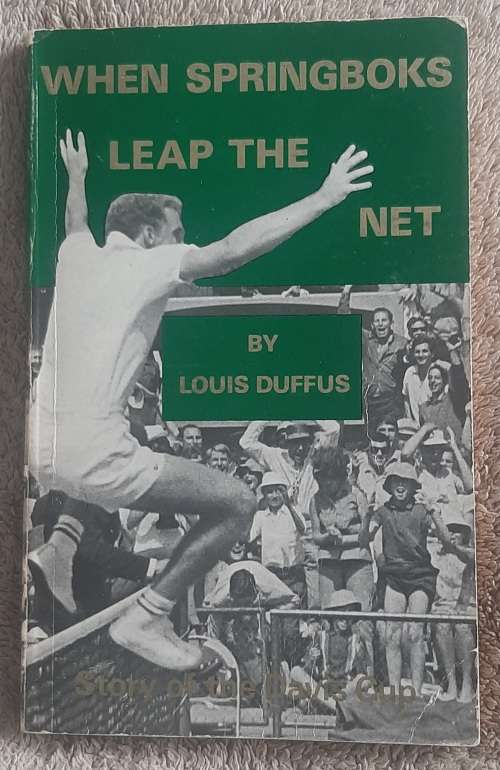 WHEN SPRINGBOKS
LEAP THE
NET
BY
LOUIS DUFFUS
Story of the Davis Cup